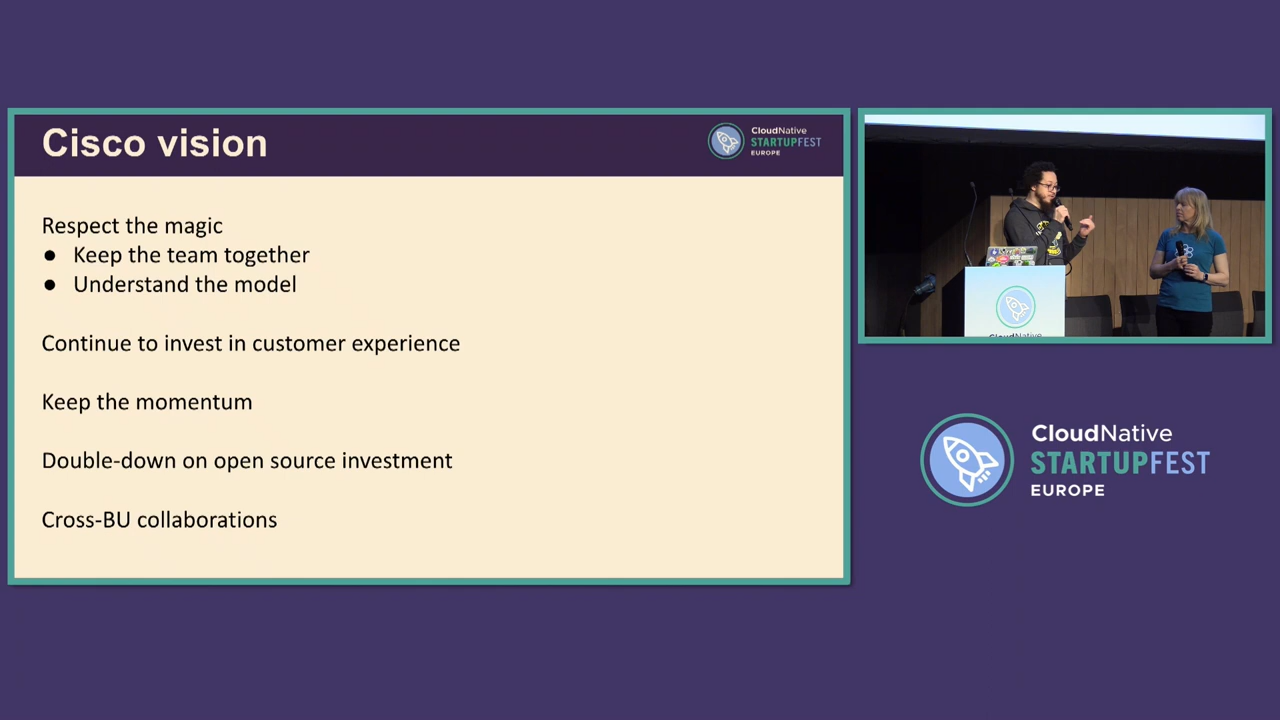 Cisco vision
CloudNative
STARTUPFEST
EUROPE
Respect the magic
● Keep the team together
● Understand the model
Continue to invest in customer experience
Keep the momentum
Double-down on open source investment
Cross-BU collaborations
CloudNative
CloudNative
STARTUPFEST
EUROPE